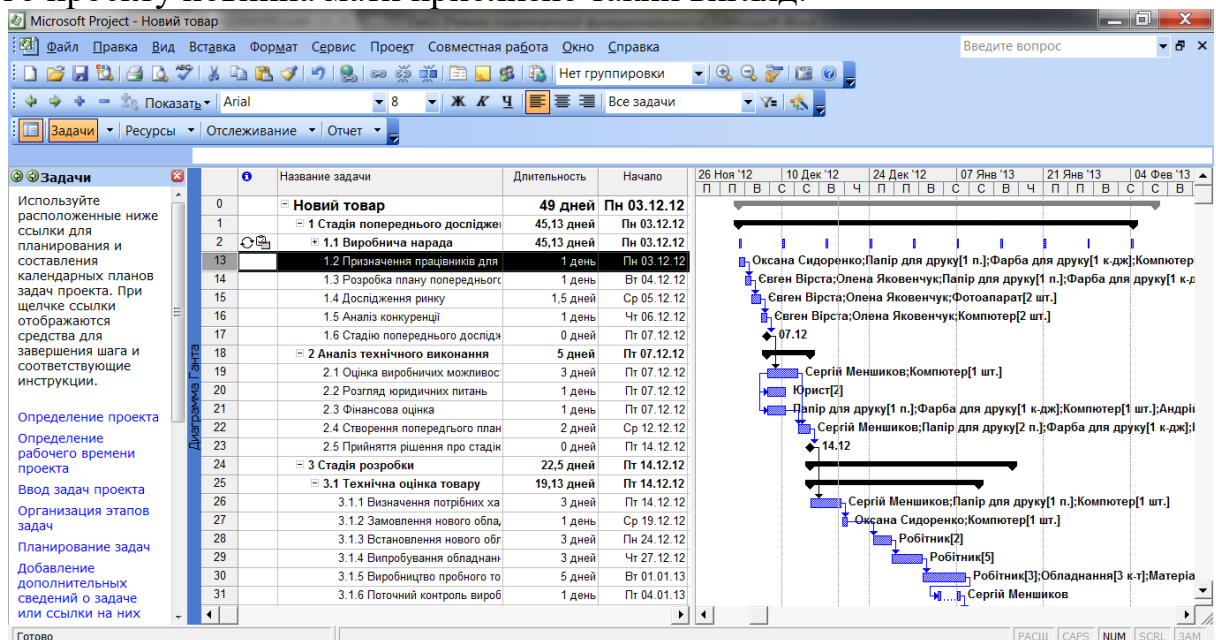 Microsoft Project - Новий товар
Файл Правка Вид Вставка Формат Сервис Проект Совместная работа Окно Справка
Введите вопрос
Нет группировки
Показать Arial 8 Ж К Ч Все задачи
Задачи Ресурсы Отслеживание Отчет
Задачи
Используйте
расположенные ниже
ссылки для
планирования и
составления
календарных планов
задач проекта. При
щелчке ссылки
отображаются
средства для
завершения шага и
соответствующие
инструкции.
Определение проекта
Определение
рабочего времени
проекта
Ввод задач проекта
Организация этапов
задач
Планирование задач
Добавление
дополнительных
сведений о задаче
или ссылки на них
Диаграмма Ганта
Название задачи Длительность Начало
0 Новий товар 49 дней Пн 03.12.12
1 1 Стадія попереднього досліджен 45,13 дней Пн 03.12.12
2 1.1 Виробнича нарада 45,13 дней Пн 03.12.12
13 1.2 Призначення працівників для 1 день Пн 03.12.12
14 1.3 Розробка плану попереднього 1 день Вт 04.12.12
15 1.4 Дослідження ринку 1,5 дней Ср 05.12.12
16 1.5 Аналіз конкуренції 1 день Чт 06.12.12
17 1.6 Стадію попереднього дослідж 0 дней Пт 07.12.12
18 2 Аналіз технічного виконання 5 дней Пт 07.12.12
19 2.1 Оцінка виробничих можливос 3 дней Пт 07.12.12
20 2.2 Розгляд юридичних питань 1 день Пт 07.12.12
21 2.3 Фінансова оцінка 1 день Пт 07.12.12
22 2.4 Створення попереднього план 2 дней Ср 12.12.12
23 2.5 Прийняття рішення про стадію 0 дней Пт 14.12.12
24 3 Стадія розробки 22,5 дней Пт 14.12.12
25 3.1 Технічна оцінка товару 19,13 дней Пт 14.12.12
26 3.1.1 Визначення потрібних ха 3 дней Пт 14.12.12
27 3.1.2 Замовлення нового обла, 1 день Ср 19.12.12
28 3.1.3 Встановлення нового обл 3 дней Пн 24.12.12
29 3.1.4 Випробування обладнанн 3 дней Чт 27.12.12
30 3.1.5 Виробництво пробного то 5 дней Вт 01.01.13
31 3.1.6 Поточний контроль вироб 1 день Пт 04.01.13
26 Ноя '12 10 Дек '12 24 Дек '12 07 Янв '13 21 Янв '13 04 Фев '13
П П В С С В Ч П П В С С В Ч П П В С С В
Оксана Сидоренко;Папір для друку[1 п.];Фарба для друку[1 к-дж];Компютер
Євген Вірста;Олена Яковенчук;Папір для друку[1 п.];Фарба для друку[1 к-д
Євген Вірста;Олена Яковенчук;Фотоапарат[2 шт.]
Євген Вірста;Олена Яковенчук;Компютер[2 шт.]
07.12
Сергій Меншиков;Компютер[1 шт.]
Юрист[2]
Папір для друку[1 п.];Фарба для друку[1 к-дж];Компютер[1 шт.];Андрій
Сергій Меншиков;Папір для друку[2 п.];Фарба для друку[1 к-дж];
14.12
Сергій Меншиков;Папір для друку[1 п.];Компютер[1 шт.]
Оксана Сидоренко;Компютер[1 шт.]
Робітник[2]
Робітник[5]
Робітник[3];Обладнання[3 к-т];Матеріа
Сергій Меншиков
Готово
РАСШ CAPS NUM SCRL ЗАМ